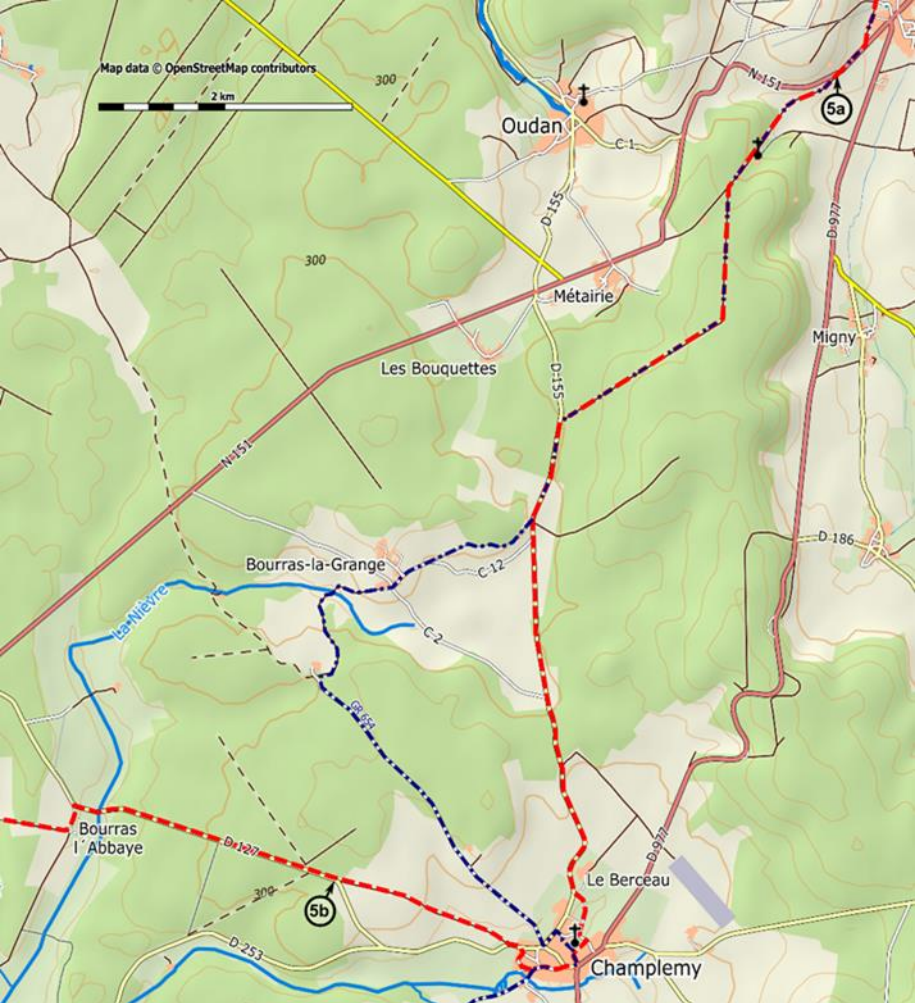 Map data © OpenStreetMap contributors
2 km
300
N 151
5a
Oudan
C 1
D 155
D 977
300
Métairie
Migny
?
Les Bouquettes
D 155
N 151
D 186
Bourras-la-Grange
C 12
La Nièvre
C 2
GR 654
Bourras
l´Abbaye
D 127
D 977
Le Berceau
300
5b
D 253
Champlemy